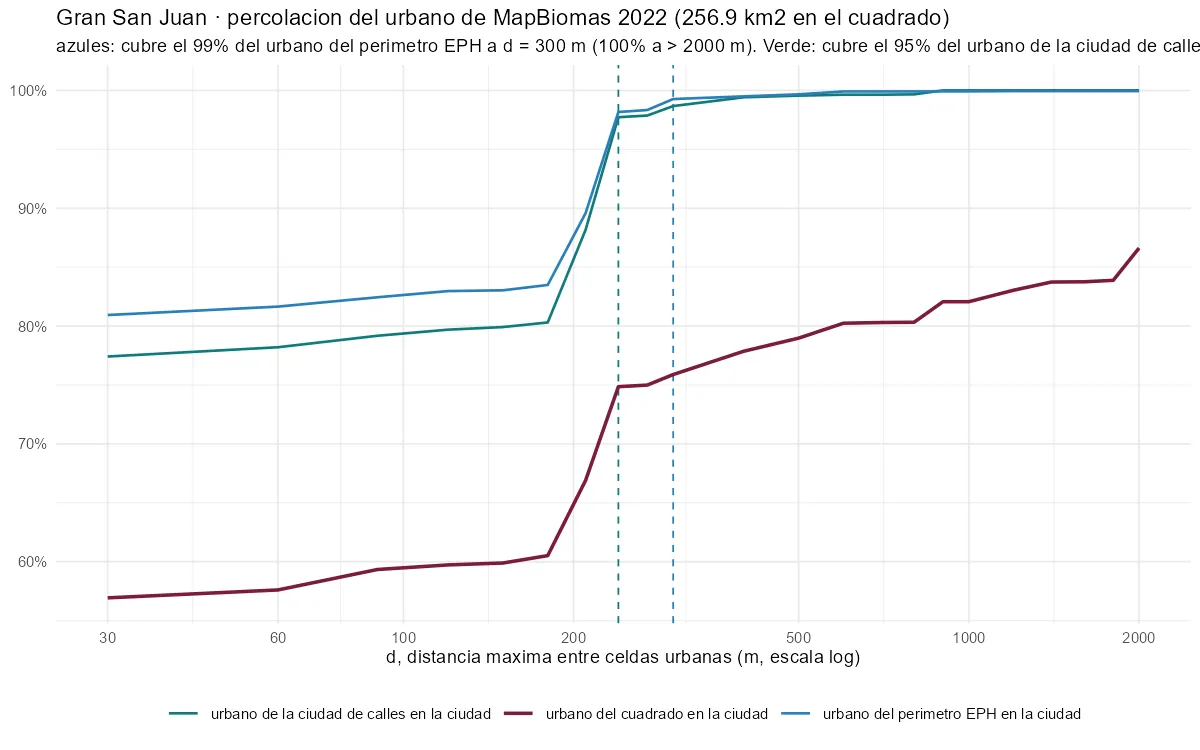 Gran San Juan · percolacion del urbano de MapBiomas 2022 (256.9 km2 en el cuadrado)
azules: cubre el 99% del urbano del perimetro EPH a d = 300 m (100% a > 2000 m). Verde: cubre el 95% del urbano de la ciudad de calle
100%
90%
80%
70%
60%
30 60 100 200 500 1000 2000
d, distancia maxima entre celdas urbanas (m, escala log)
urbano de la ciudad de calles en la ciudad urbano del cuadrado en la ciudad urbano del perimetro EPH en la ciudad